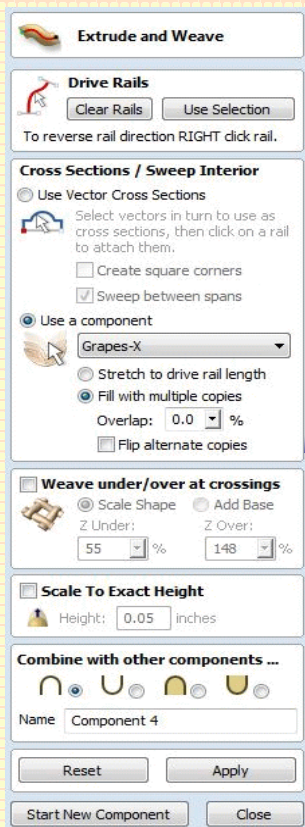 Extrude and Weave
Drive Rails
Clear Rails Use Selection
To reverse rail direction RIGHT click rail.
Cross Sections / Sweep Interior
Use Vector Cross Sections
Select vectors in turn to use as
cross sections, then click on a rail
to attach them.
Create square corners
Sweep between spans
Use a component
Grapes-X
Stretch to drive rail length
Fill with multiple copies
Overlap: 0.0 %
Flip alternate copies
Weave under/over at crossings
Scale Shape Add Base
Z Under: Z Over:
55 % 148 %
Scale To Exact Height
Height: 0.05 inches
Combine with other components ...
Name Component 4
Reset Apply
Start New Component Close